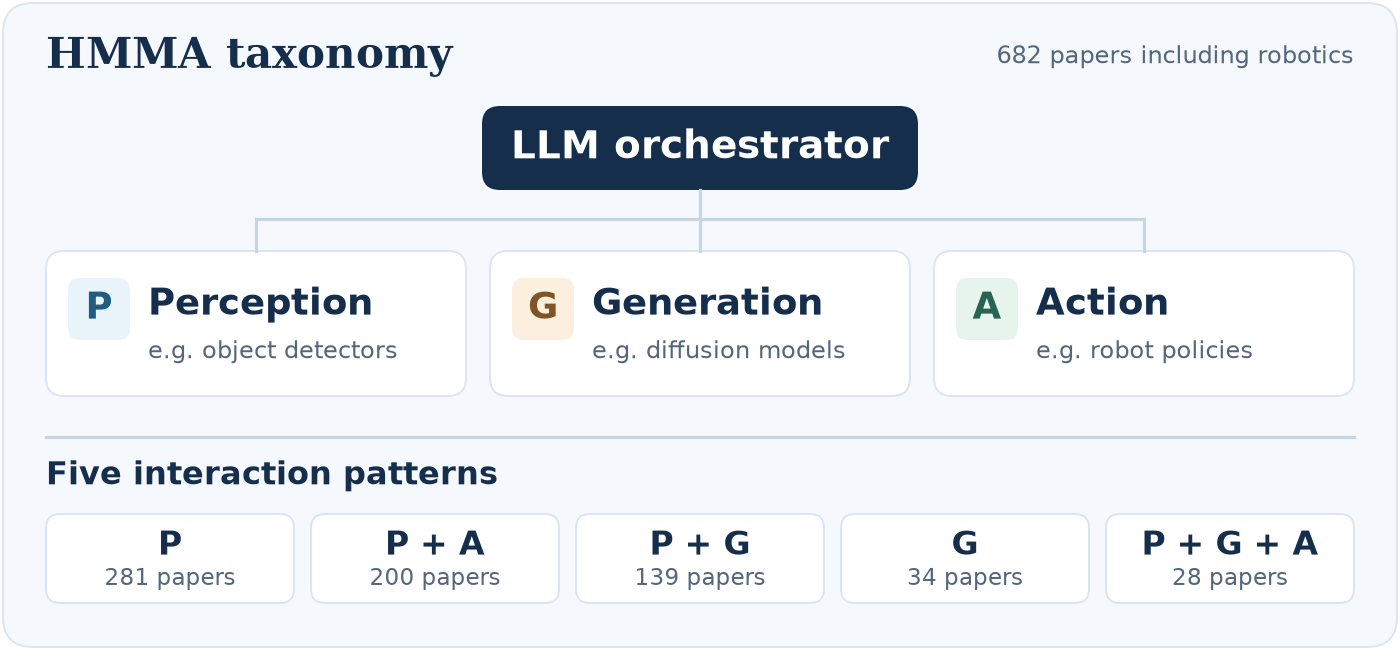 HMMA taxonomy
682 papers including robotics
LLM orchestrator
P
Perception
e.g. object detectors
G
Generation
e.g. diffusion models
A
Action
e.g. robot policies
Five interaction patterns
P
281 papers
P + A
200 papers
P + G
139 papers
G
34 papers
P + G + A
28 papers